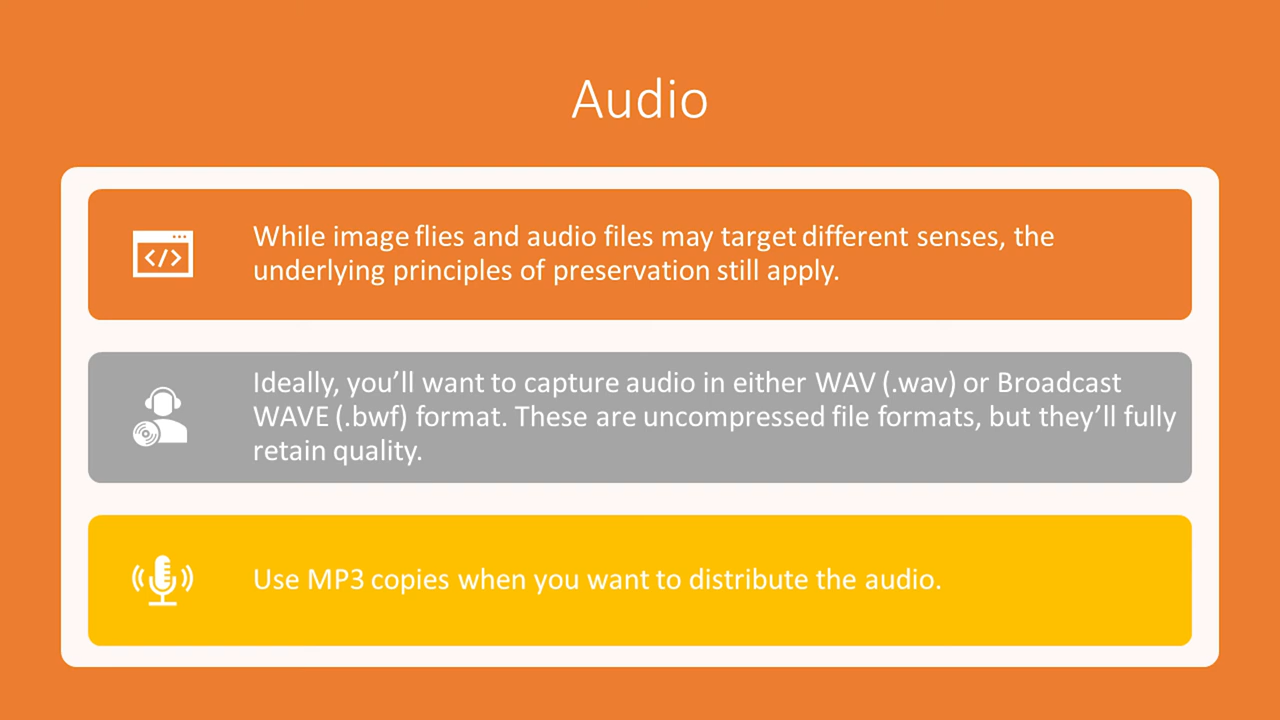 Audio
While image flies and audio files may target different senses, the
underlying principles of preservation still apply.
Ideally, you’ll want to capture audio in either WAV (.wav) or Broadcast
WAVE (.bwf) format. These are uncompressed file formats, but they’ll fully
retain quality.
Use MP3 copies when you want to distribute the audio.